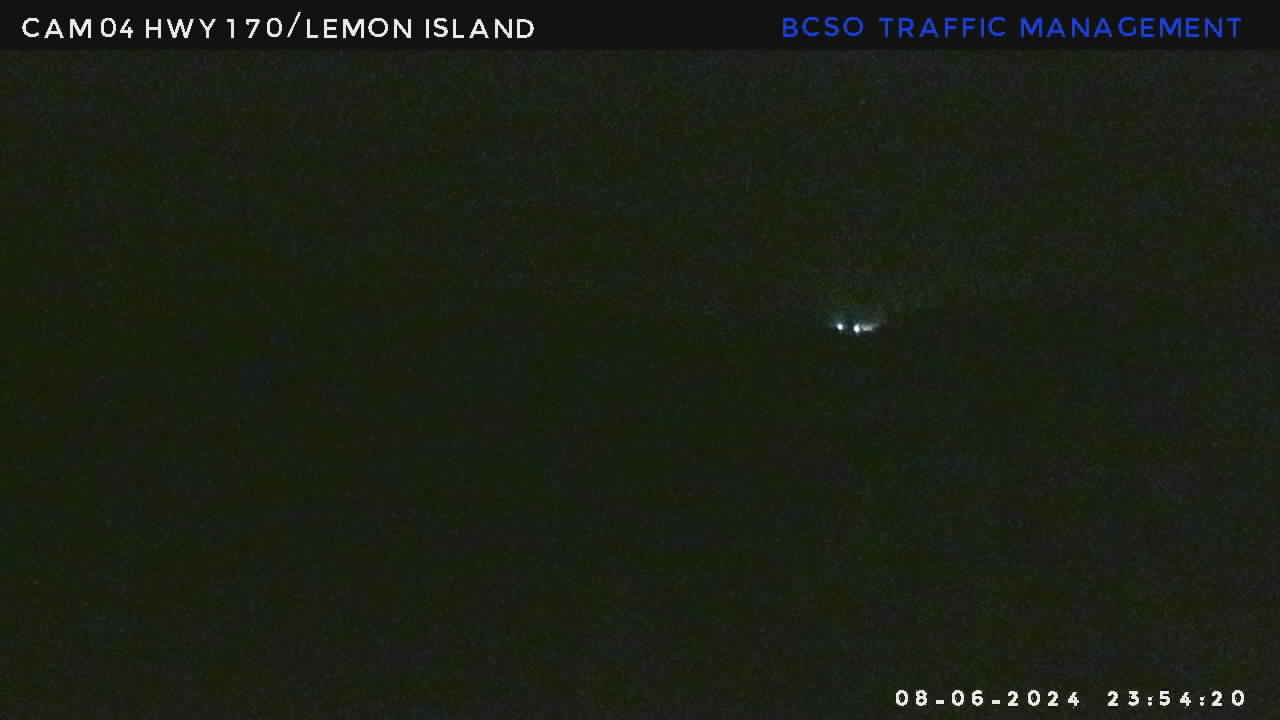 CAM04 HWY 170/LEMON ISLAND
BCSO TRAFFIC MANAGEMENT
08-06-2024 23:54:20